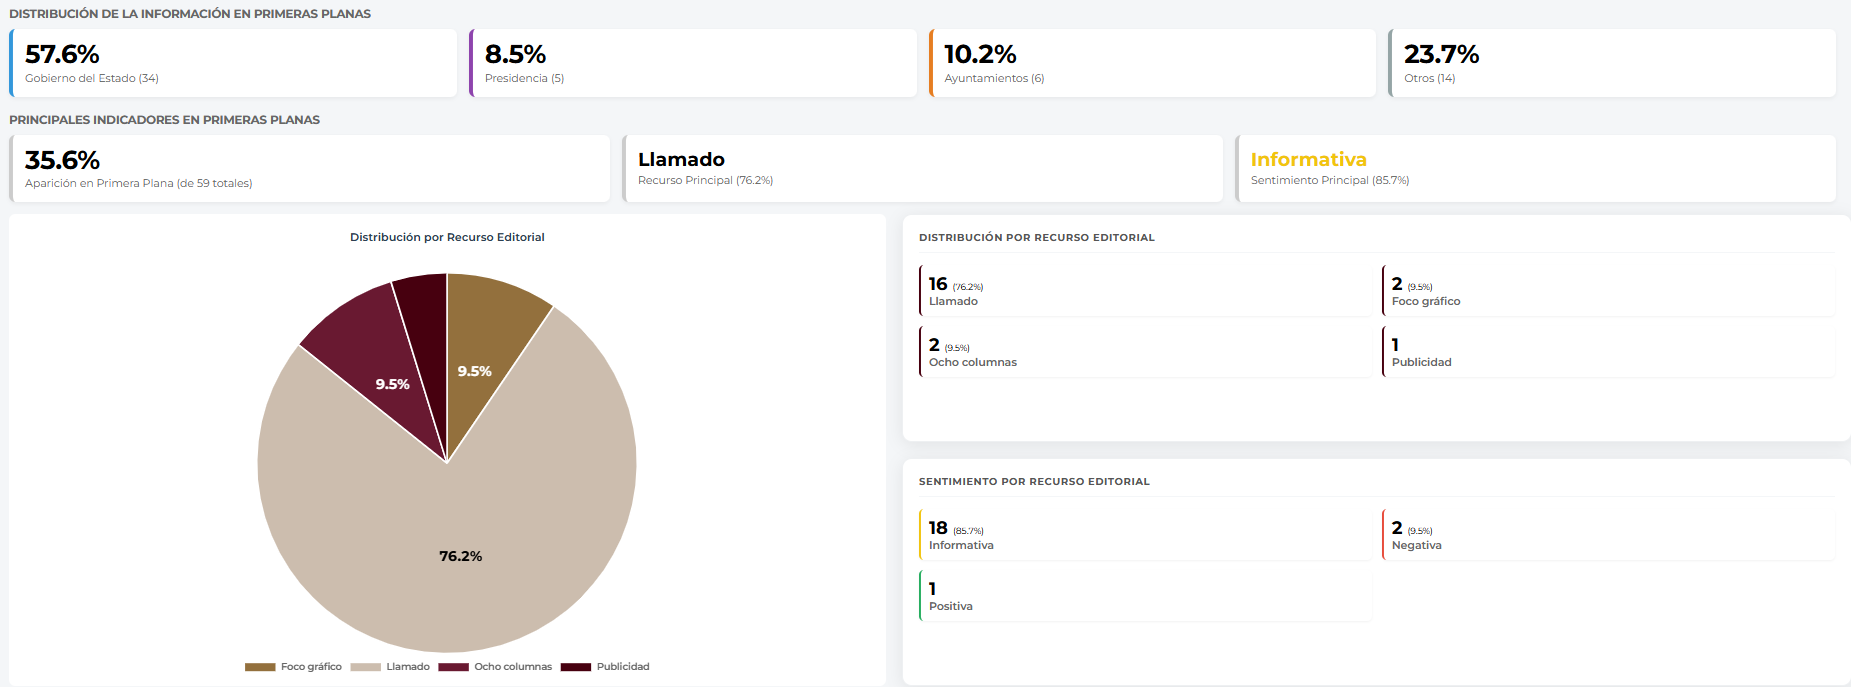 DISTRIBUCIÓN DE LA INFORMACIÓN EN PRIMERAS PLANAS
57.6%
Gobierno del Estado (34)
8.5%
Presidencia (5)
10.2%
Ayuntamientos (6)
23.7%
Otros (14)
PRINCIPALES INDICADORES EN PRIMERAS PLANAS
35.6%
Aparición en Primera Plana (de 59 totales)
Llamado
Recurso Principal (76.2%)
Informativa
Sentimiento Principal (85.7%)
Distribución por Recurso Editorial
9.5%
9.5%
76.2%
Foco gráfico Llamado Ocho columnas Publicidad
DISTRIBUCIÓN POR RECURSO EDITORIAL
16 (76.2%)
Llamado
2 (9.5%)
Foco gráfico
2 (9.5%)
Ocho columnas
1
Publicidad
SENTIMIENTO POR RECURSO EDITORIAL
18 (85.7%)
Informativa
2 (9.5%)
Negativa
1
Positiva